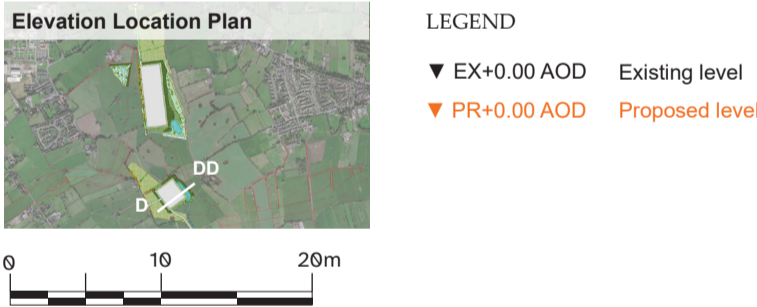 Elevation Location Plan
DD
D
0 10 20m
LEGEND
▼ EX+0.00 AOD Existing level
▼ PR+0.00 AOD Proposed level